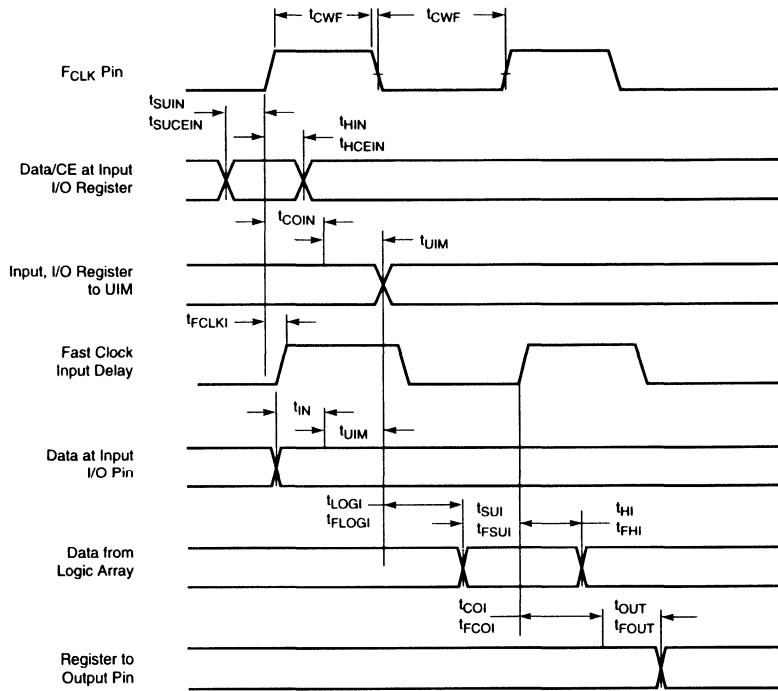 tCWF tCWF
FCLK Pin
tSUIN
tSUCEIN
tHIN
tHCEIN
Data/CE at Input
I/O Register
tCOIN
tUIM
Input, I/O Register
to UIM
tFCLKI
Fast Clock
Input Delay
tIN
tUIM
Data at Input
I/O Pin
tLOGI
tFLOGI
tSUI
tFSUI
tHI
tFHI
Data from
Logic Array
tCOI
tFCOI
tOUT
tFOUT
Register to
Output Pin